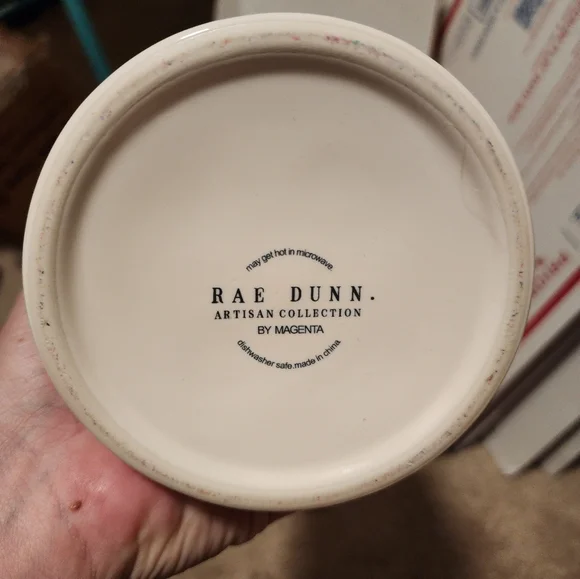 may get hot in microwave.
RAE DUNN.
ARTISAN COLLECTION
BY MAGENTA
dishwasher safe.made in china